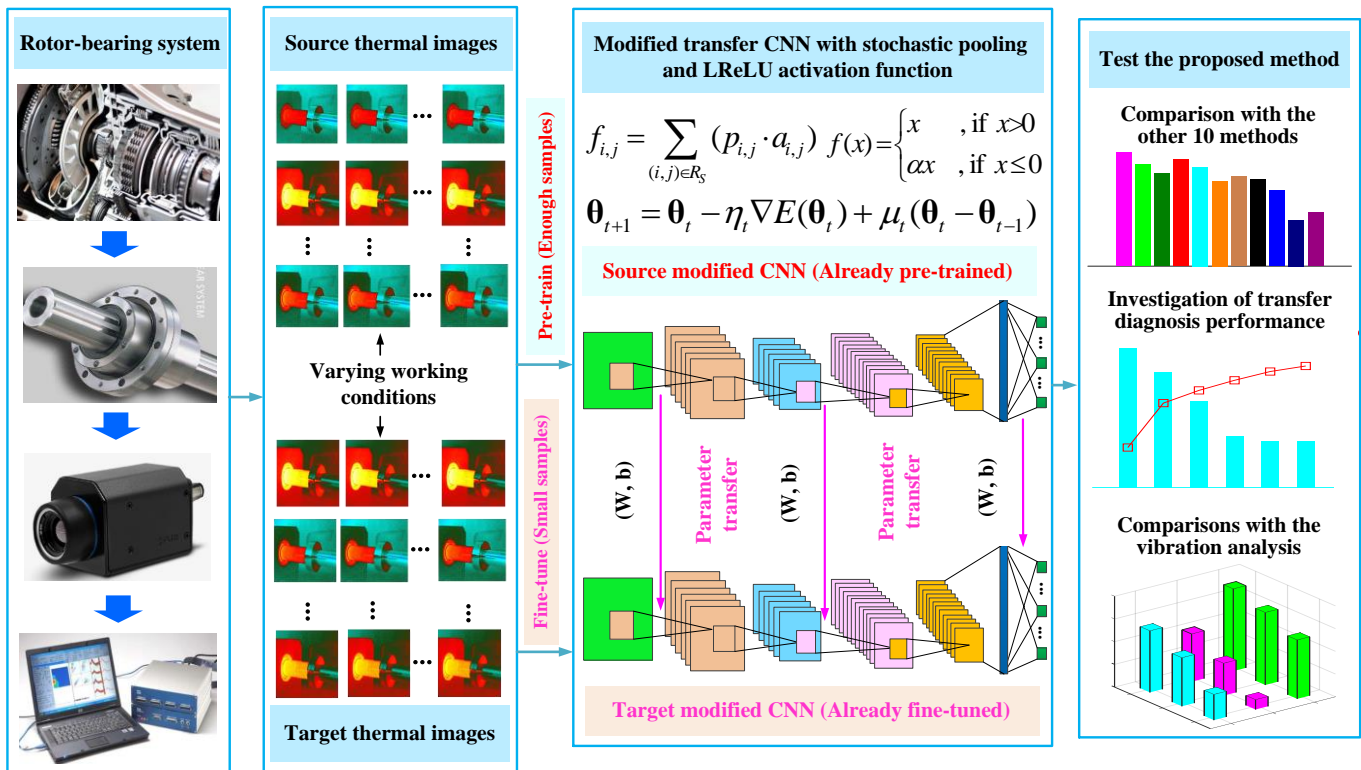 Rotor-bearing system
AR SYSTEM
Source thermal images
Varying working
conditions
Target thermal images
Pre-train (Enough samples)
Fine-tune (Small samples)
Modified transfer CNN with stochastic pooling
and LReLU activation function
f_{i,j} = ∑_{(i,j)∈R_S} (p_{i,j}·a_{i,j}) f(x)={x , if x>0
αx , if x≤0
θ_{t+1} = θ_t − η_t∇E(θ_t) + μ_t(θ_t − θ_{t−1})
Source modified CNN (Already pre-trained)
(W, b)
Parameter
transfer
(W, b)
Parameter
transfer
(W, b)
Target modified CNN (Already fine-tuned)
Test the proposed method
Comparison with the
other 10 methods
Investigation of transfer
diagnosis performance
Comparisons with the
vibration analysis